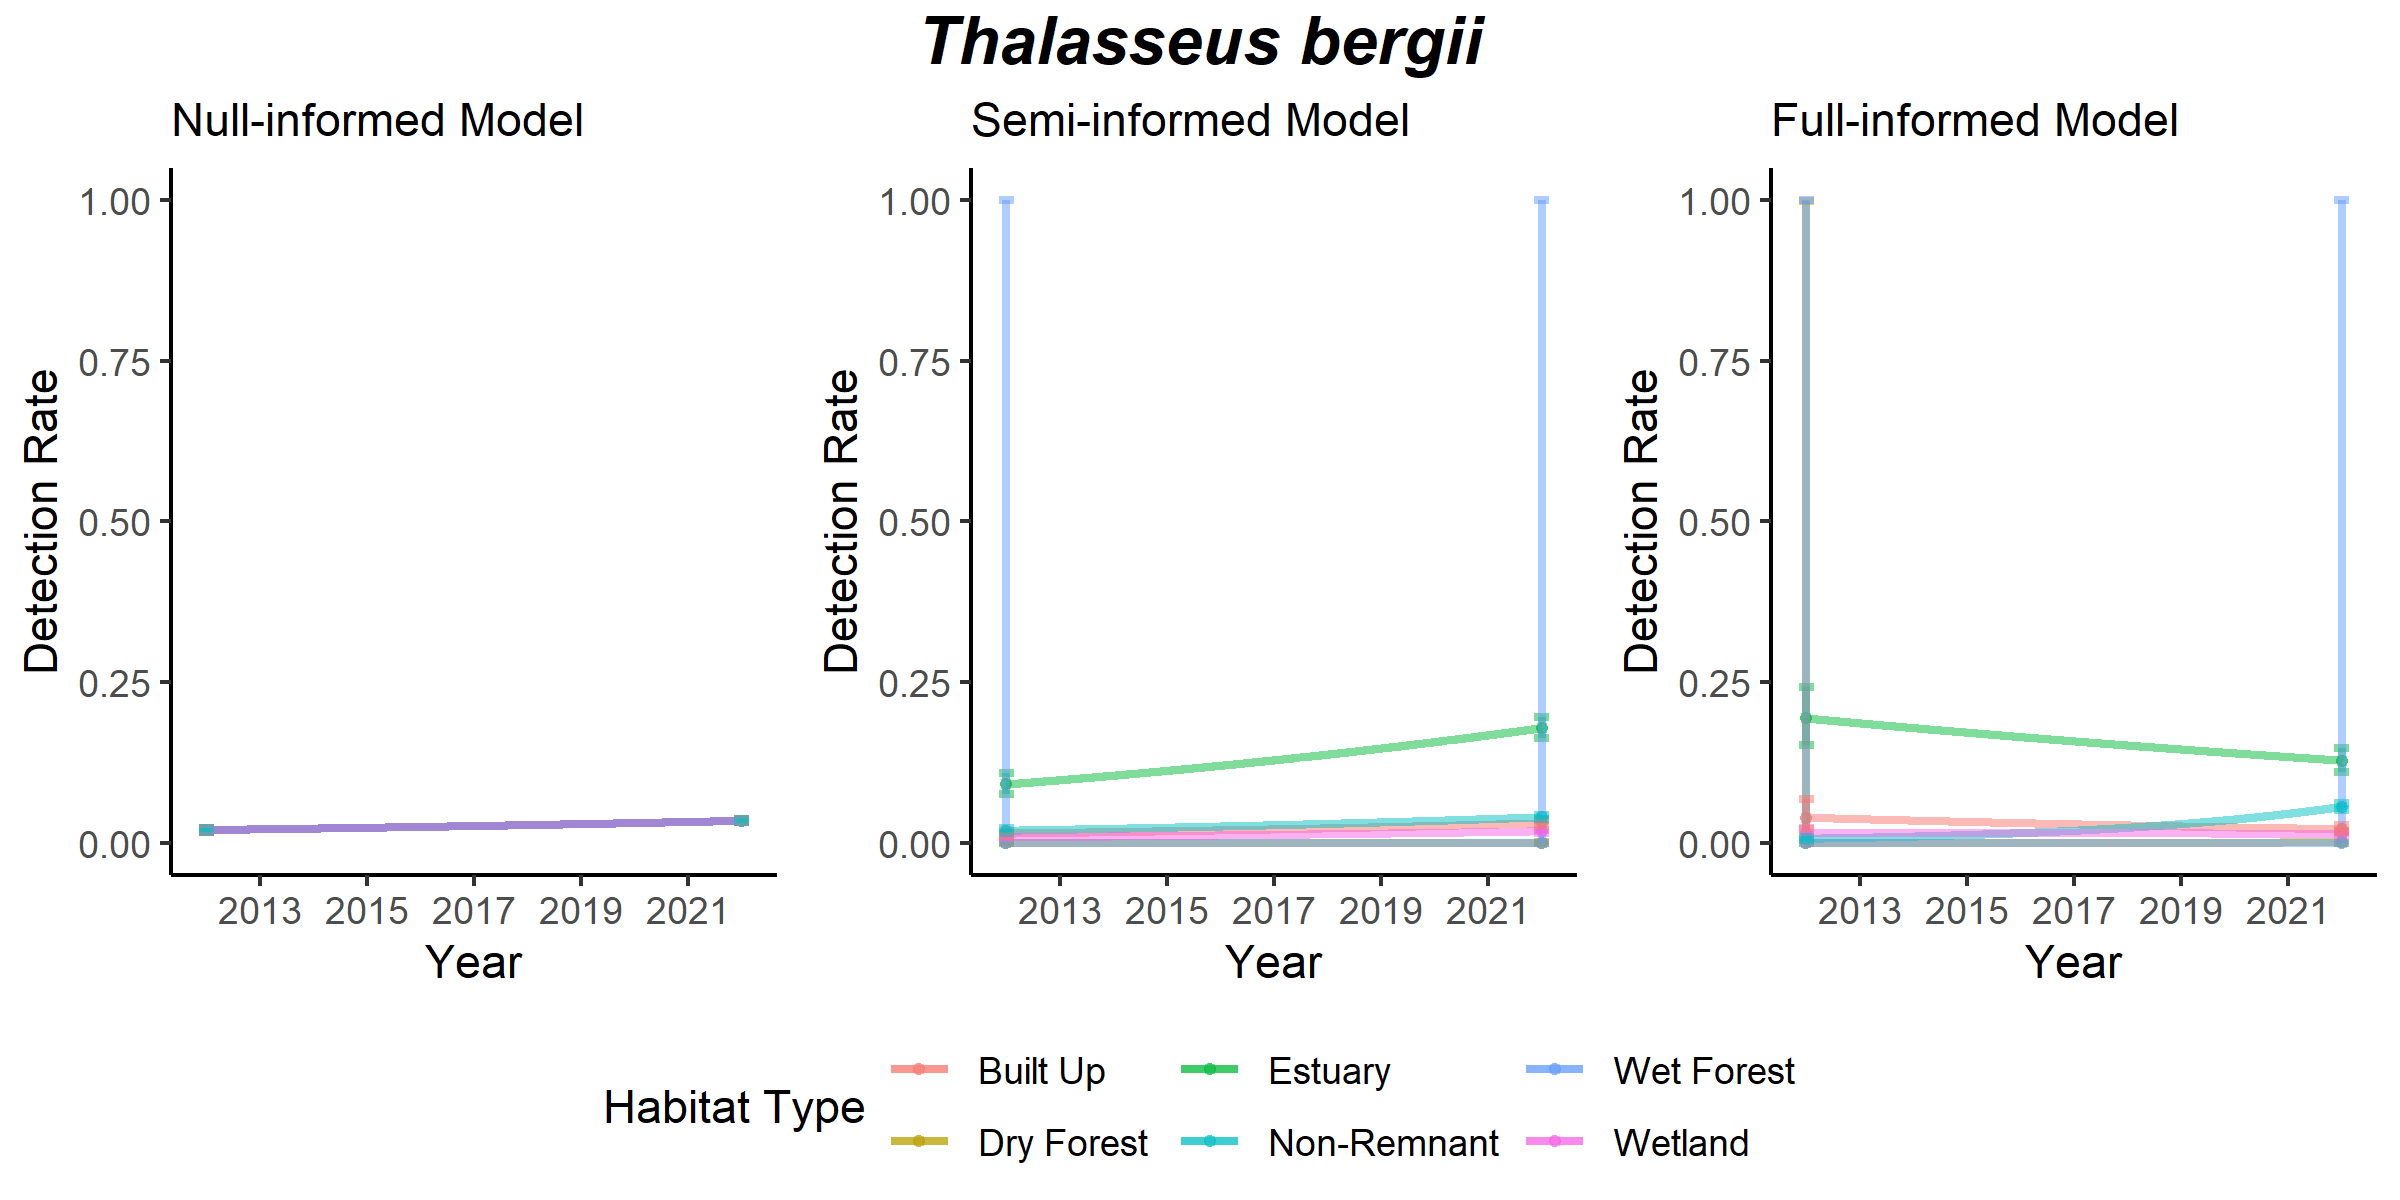 Thalasseus bergii
Null-informed Model
Semi-informed Model
Full-informed Model
Detection Rate
1.00
0.75
0.50
0.25
0.00
2013 2015 2017 2019 2021
Year
Detection Rate
1.00
0.75
0.50
0.25
0.00
2013 2015 2017 2019 2021
Year
Detection Rate
1.00
0.75
0.50
0.25
0.00
2013 2015 2017 2019 2021
Year
Habitat Type
Built Up
Estuary
Wet Forest
Dry Forest
Non-Remnant
Wetland